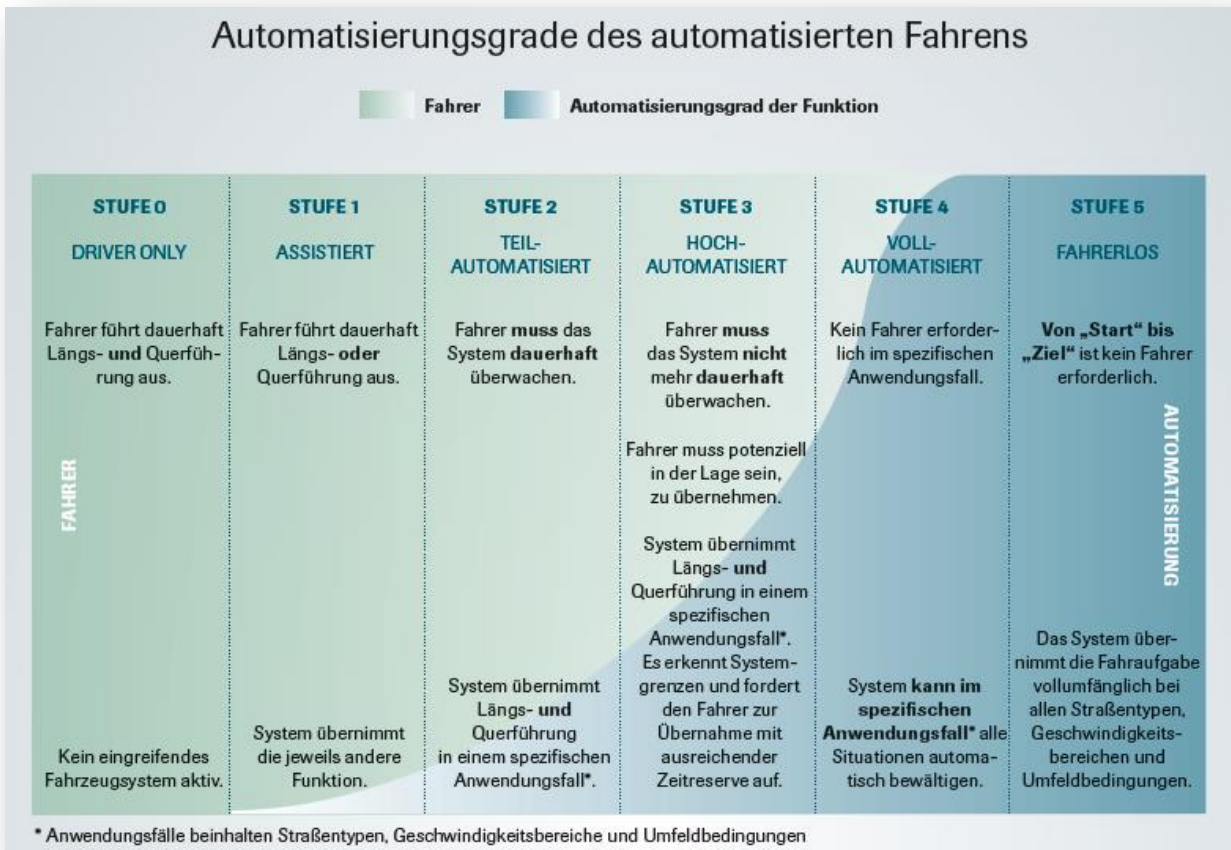 Automatisierungsgrade des automatisierten Fahrens
Fahrer
Automatisierungsgrad der Funktion
STUFE 0
DRIVER ONLY
Fahrer führt dauerhaft
Längs- und Querfüh-
rung aus.
FAHRER
Kein eingreifendes
Fahrzeugsystem aktiv.
STUFE 1
ASSISTIERT
Fahrer führt dauerhaft
Längs- oder
Querführung aus.
System übernimmt
die jeweils andere
Funktion.
STUFE 2
TEIL-
AUTOMATISIERT
Fahrer muss das
System dauerhaft
überwachen.
System übernimmt
Längs- und
Querführung
in einem spezifischen
Anwendungsfall*.
STUFE 3
HOCH-
AUTOMATISIERT
Fahrer muss
das System nicht
mehr dauerhaft
überwachen.
Fahrer muss potenziell
in der Lage sein,
zu übernehmen.
System übernimmt
Längs- und
Querführung in einem
spezifischen
Anwendungsfall*.
Es erkennt System-
grenzen und fordert
den Fahrer zur
Übernahme mit
ausreichender
Zeitreserve auf.
STUFE 4
VOLL-
AUTOMATISIERT
Kein Fahrer erforder-
lich im spezifischen
Anwendungsfall.
System kann im
spezifischen
Anwendungsfall* alle
Situationen automa-
tisch bewältigen.
STUFE 5
FAHRERLOS
Von „Start“ bis
„Ziel“ ist kein Fahrer
erforderlich.
AUTOMATISIERUNG
Das System über-
nimmt die Fahraufgabe
vollumfänglich bei
allen Straßentypen,
Geschwindigkeits-
bereichen und
Umfeldbedingungen.
* Anwendungsfälle beinhalten Straßentypen, Geschwindigkeitsbereiche und Umfeldbedingungen